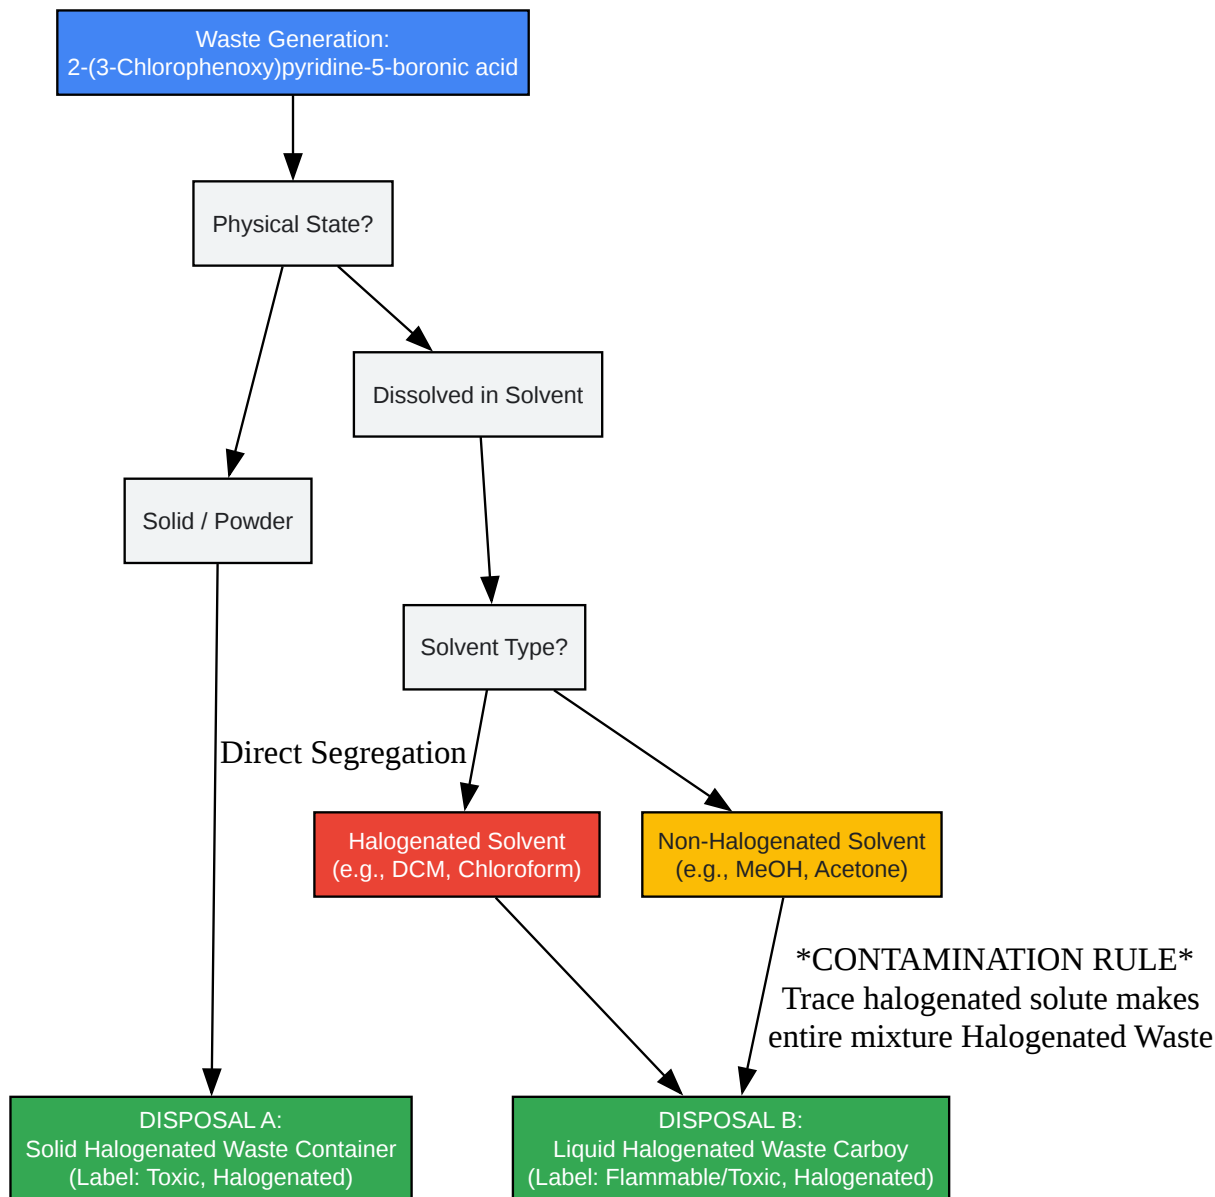 Waste Generation:
2-(3-Chlorophenoxy)pyridine-5-boronic acid
Physical State?
Dissolved in Solvent
Solid / Powder
Solvent Type?
Direct Segregation
Halogenated Solvent
(e.g., DCM, Chloroform)
Non-Halogenated Solvent
(e.g., MeOH, Acetone)
*CONTAMINATION RULE*
Trace halogenated solute makes
entire mixture Halogenated Waste
DISPOSAL A:
Solid Halogenated Waste Container
(Label: Toxic, Halogenated)
DISPOSAL B:
Liquid Halogenated Waste Carboy
(Label: Flammable/Toxic, Halogenated)